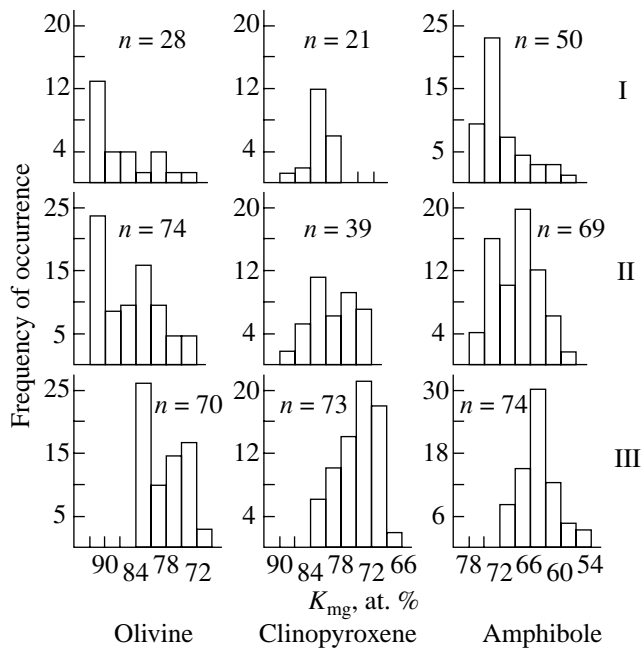 20 20 25
n = 28 n = 21 n = 50
12 12 15
I
4 4 5
Frequency of occurrence
25 20 20
n = 74 n = 39 n = 69
15 12 12
II
5 4 4
25 20 30
n = 70 n = 73 n = 74
15 12 18
III
5 4 6
90 84 78 72 90 84 78 72 66 78 72 66 60 54
Kmg, at. %
Olivine Clinopyroxene Amphibole